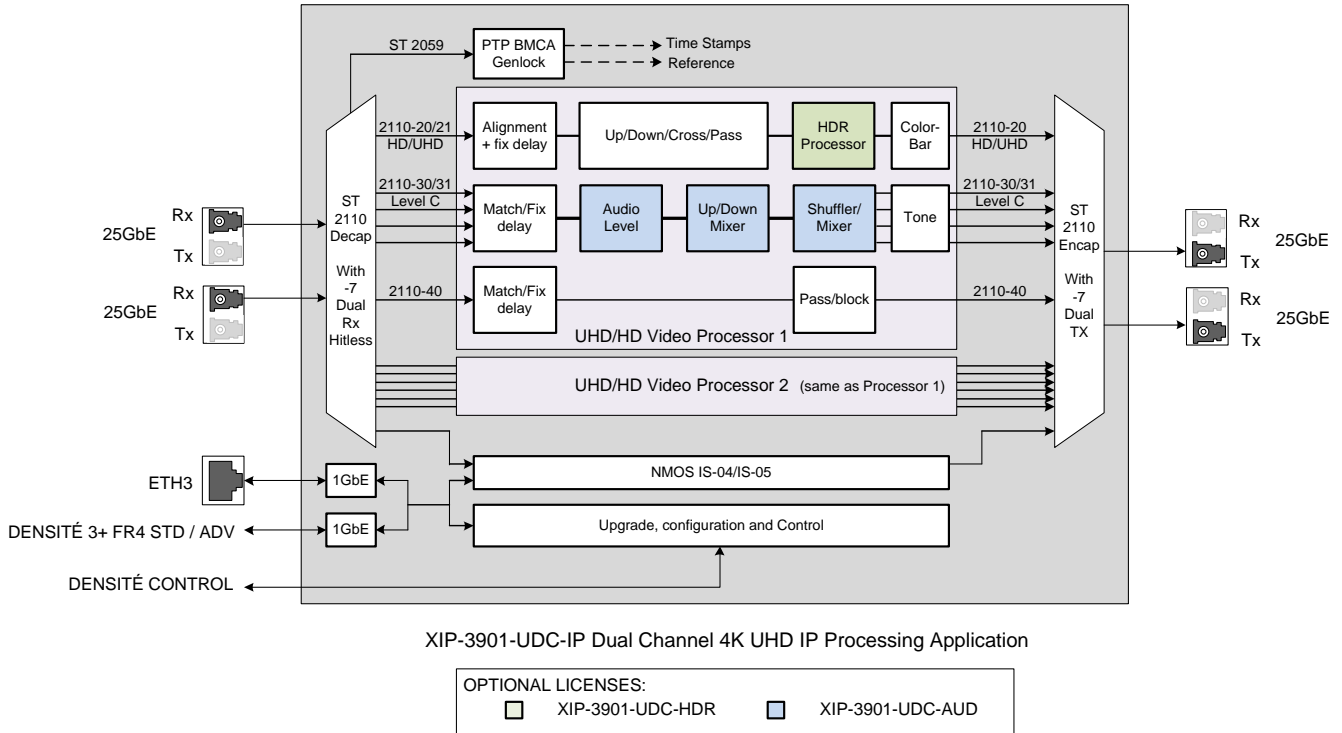 ST 2059
PTP BMCA
Genlock
Time Stamps
Reference
2110-20/21
HD/UHD
Alignment
+ fix delay
Up/Down/Cross/Pass
HDR
Processor
Color-
Bar
2110-20
HD/UHD
2110-30/31
Level C
Match/Fix
delay
Audio
Level
Up/Down
Mixer
Shuffler/
Mixer
Tone
2110-30/31
Level C
2110-40
Match/Fix
delay
Pass/block
2110-40
UHD/HD Video Processor 1
UHD/HD Video Processor 2 (same as Processor 1)
ST
2110
Decap
With
-7
Dual
Rx
Hitless
ST
2110
Encap
With
-7
Dual
TX
Rx
25GbE
Tx
Rx
25GbE
Tx
Rx
25GbE
Tx
Rx
25GbE
Tx
ETH3
1GbE
NMOS IS-04/IS-05
DENSITÉ 3+ FR4 STD / ADV
1GbE
Upgrade, configuration and Control
DENSITÉ CONTROL
XIP-3901-UDC-IP Dual Channel 4K UHD IP Processing Application
OPTIONAL LICENSES:
XIP-3901-UDC-HDR
XIP-3901-UDC-AUD